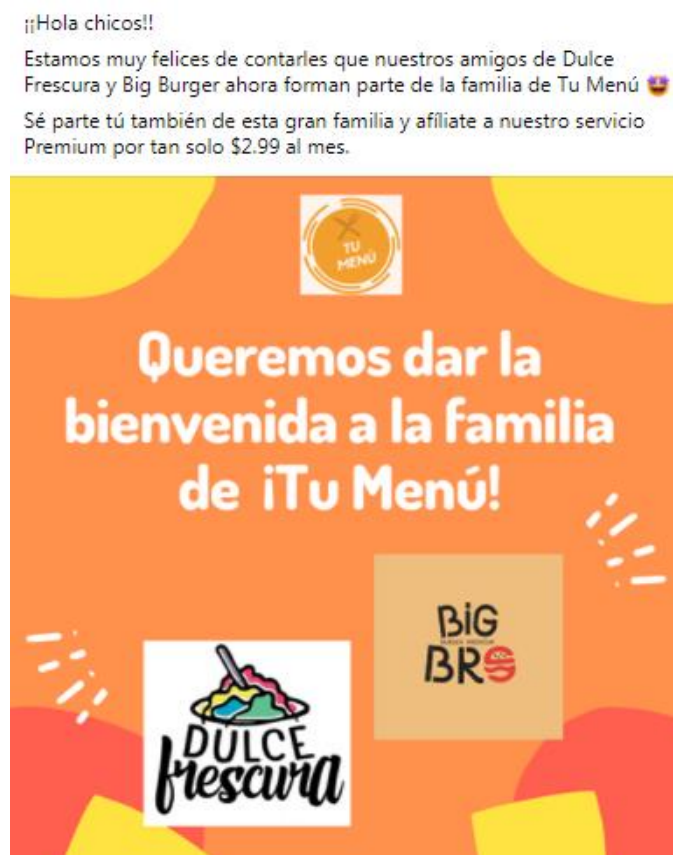 ¡¡Hola chicos!!
Estamos muy felices de contarles que nuestros amigos de Dulce
Frescura y Big Burger ahora forman parte de la familia de Tu Menú 🤩
Sé parte tú también de esta gran familia y afíliate a nuestro servicio
Premium por tan solo $2.99 al mes.
TU
MENÚ
Queremos dar la
bienvenida a la familia
de ¡Tu Menú!
BiG
BRO
DULCE
frescura